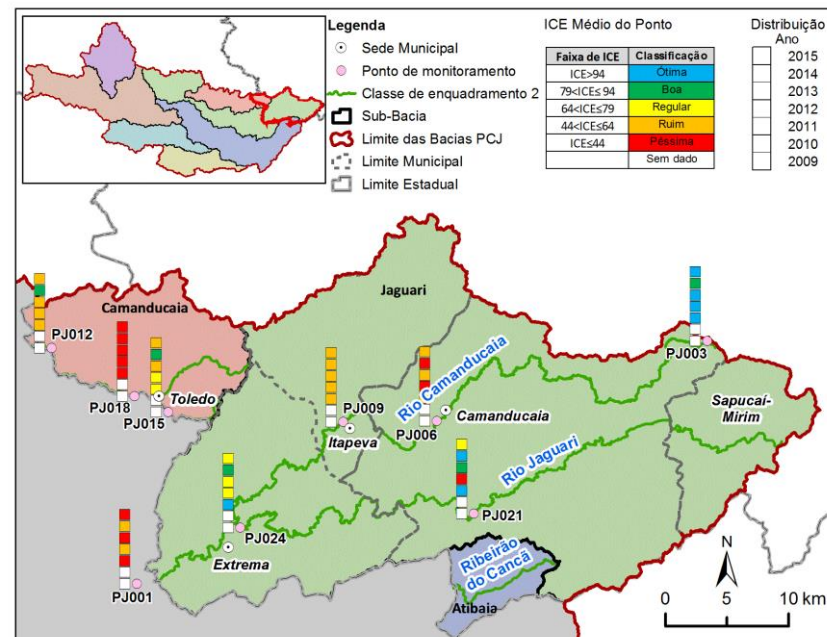 Legenda
Sede Municipal
Ponto de monitoramento
Classe de enquadramento 2
Sub-Bacia
Limite das Bacias PCJ
Limite Municipal
Limite Estadual
ICE Médio do Ponto
Faixa de ICE Classificação
ICE>94 Ótima
79<ICE≤ 94 Boa
64<ICE≤79 Regular
44<ICE≤64 Ruim
ICE≤44 Péssima
Sem dado
Distribuição
Ano
2015
2014
2013
2012
2011
2010
2009
Jaguari
Camanducaia
PJ012
PJ018
PJ015
Toledo
PJ003
Rio Camanducaia
PJ009
Itapeva
PJ006
Camanducaia
Sapucaí-
Mirim
Rio Jaguari
PJ024
Extrema
PJ021
PJ001
Ribeirão
do Cancã
Atibaia
N
0 5 10 km